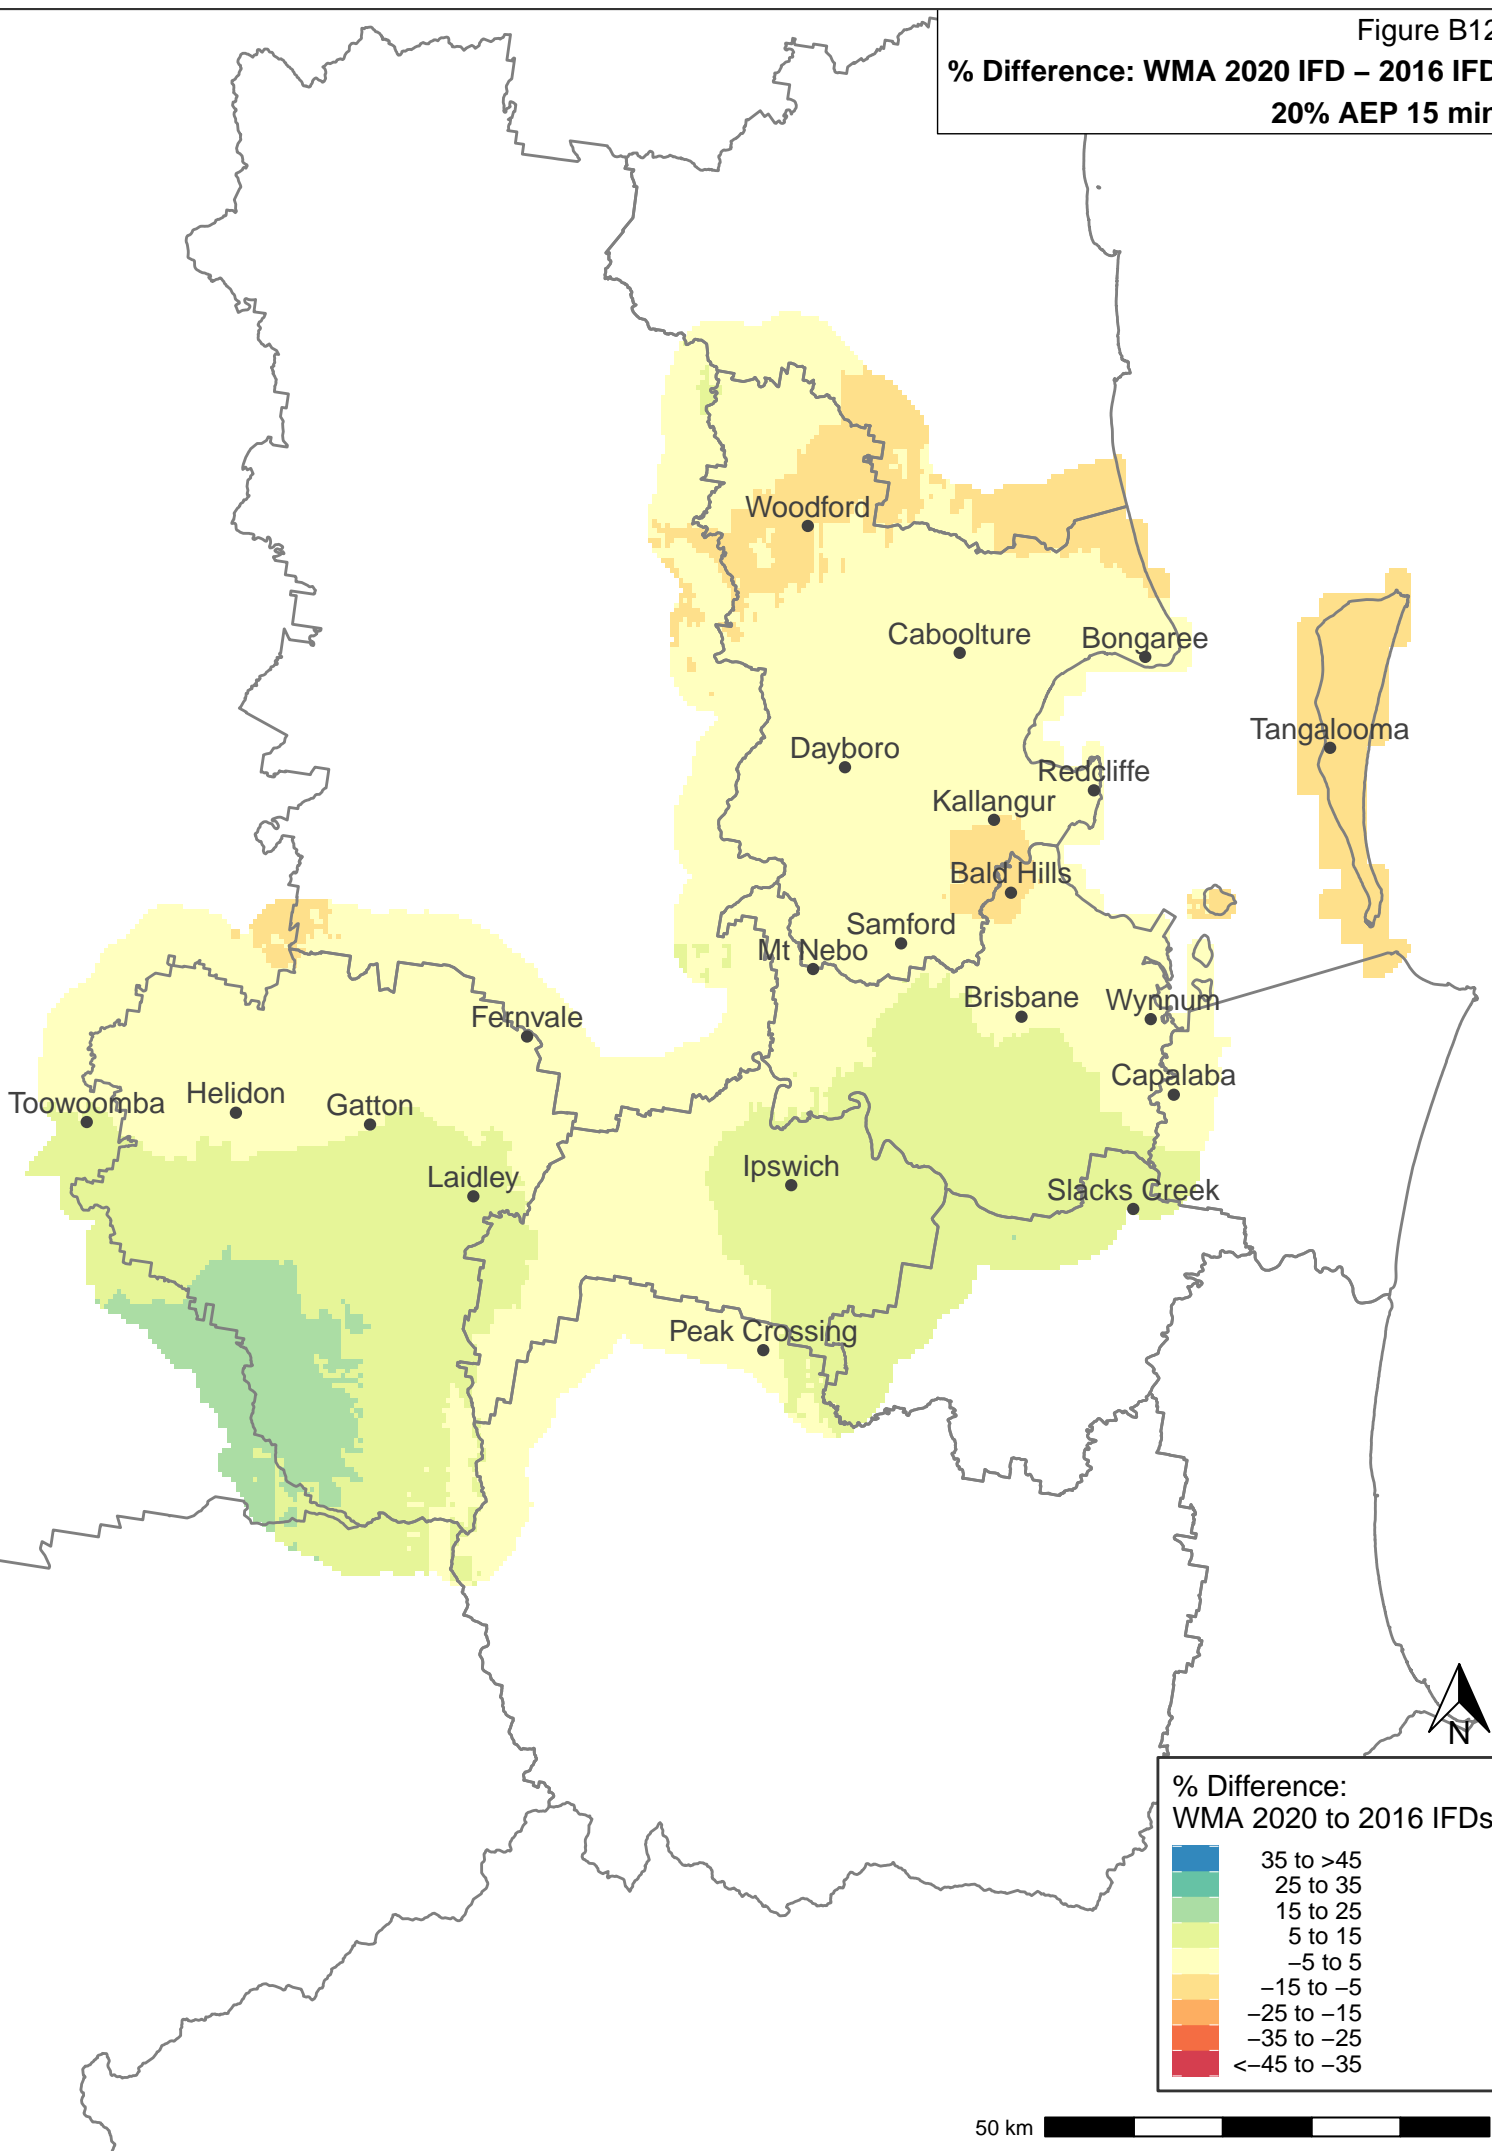 Figure B12
% Difference: WMA 2020 IFD – 2016 IFD
20% AEP 15 min
Woodford
Caboolture
Bongaree
Tangalooma
Dayboro
Redcliffe
Kallangur
Bald Hills
Samford
Mt Nebo
Brisbane
Wynnum
Fernvale
Capalaba
Toowoomba
Helidon
Gatton
Ipswich
Laidley
Slacks Creek
Peak Crossing
N
% Difference:
WMA 2020 to 2016 IFDs
35 to >45
25 to 35
15 to 25
5 to 15
−5 to 5
−15 to −5
−25 to −15
−35 to −25
<−45 to −35
50 km